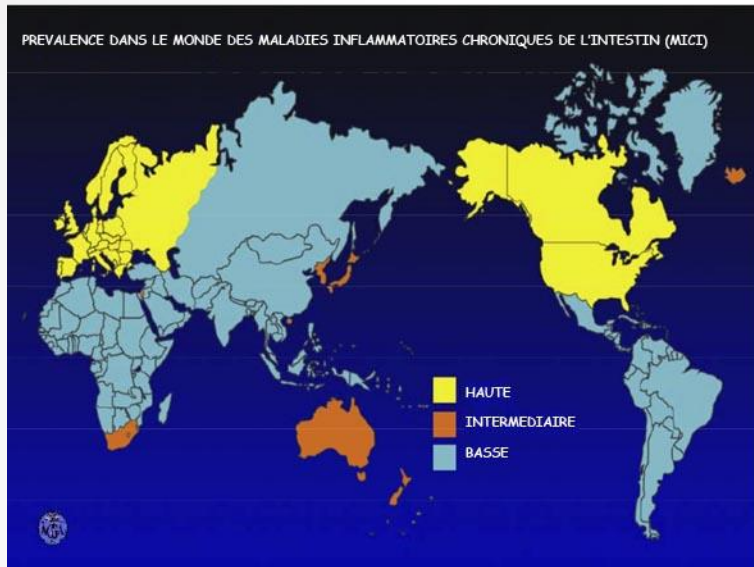 PREVALENCE DANS LE MONDE DES MALADIES INFLAMMATOIRES CHRONIQUES DE L'INTESTIN (MICI)
HAUTE
INTERMEDIAIRE
BASSE